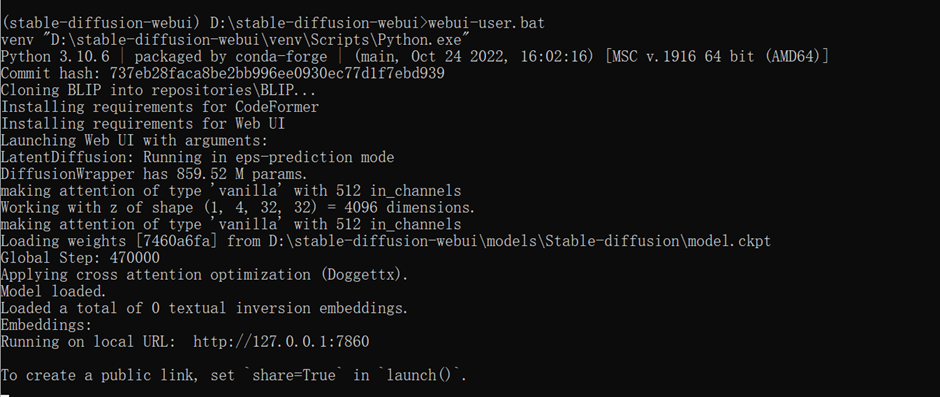 (stable-diffusion-webui) D:\stable-diffusion-webui>webui-user.bat
venv "D:\stable-diffusion-webui\venv\Scripts\Python.exe"
Python 3.10.6 | packaged by conda-forge | (main, Oct 24 2022, 16:02:16) [MSC v.1916 64 bit (AMD64)]
Commit hash: 737eb28faca8be2bb996ee0930ec77d1f7ebd939
Cloning BLIP into repositories\BLIP...
Installing requirements for CodeFormer
Installing requirements for Web UI
Launching Web UI with arguments:
LatentDiffusion: Running in eps-prediction mode
DiffusionWrapper has 859.52 M params.
making attention of type 'vanilla' with 512 in_channels
Working with z of shape (1, 4, 32, 32) = 4096 dimensions.
making attention of type 'vanilla' with 512 in_channels
Loading weights [7460a6fa] from D:\stable-diffusion-webui\models\Stable-diffusion\model.ckpt
Global Step: 470000
Applying cross attention optimization (Doggettx).
Model loaded.
Loaded a total of 0 textual inversion embeddings.
Embeddings:
Running on local URL:  http://127.0.0.1:7860
To create a public link, set `share=True` in `launch()`.